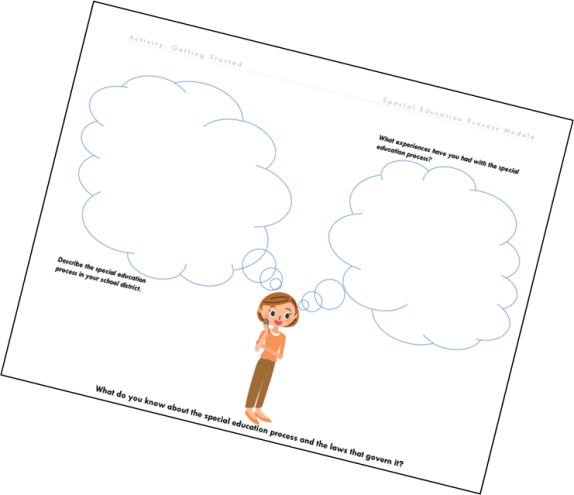 Activity: Getting Started
Special Education Process Module
What experiences have you had with the special
education process?
Describe the special education
process in your school district.
What do you know about the special education process and the laws that govern it?